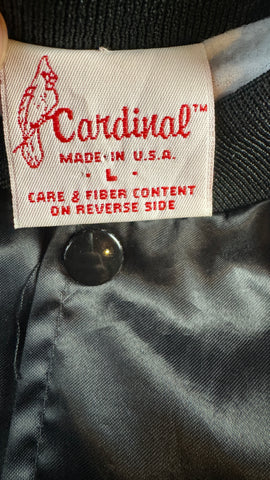 Cardinal™
MADE IN U.S.A.
- L -
CARE & FIBER CONTENT
ON REVERSE SIDE